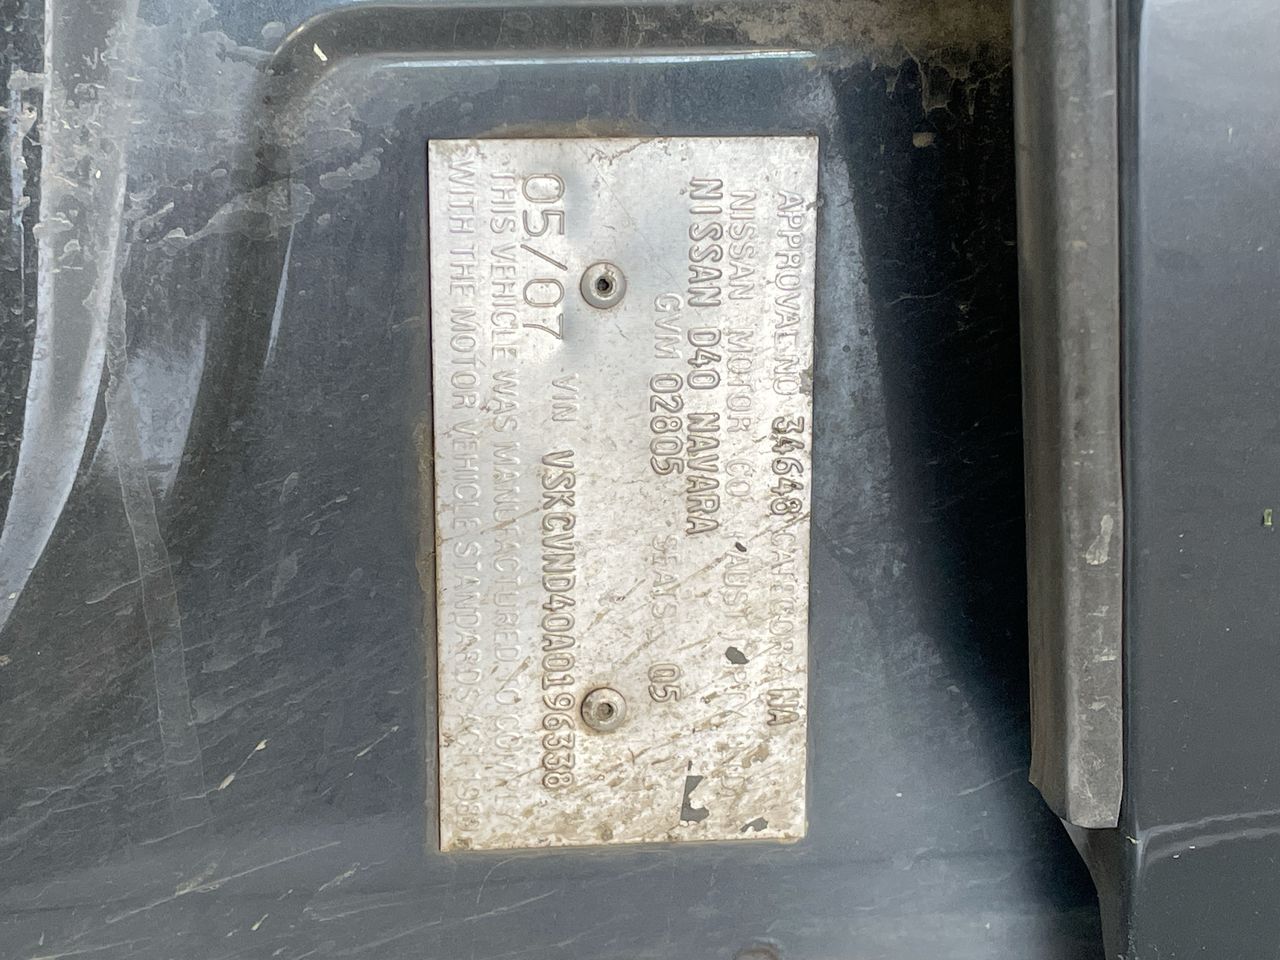 APPROVAL NO 34648 CATEGORY NA
NISSAN MOTOR CO AUST PTY LTD
NISSAN D40 NAVARA
GVM 02805 SEATS 05
VIN VSKCVND40A0196338
05/07
THIS VEHICLE WAS MANUFACTURED TO COMPLY
WITH THE MOTOR VEHICLE STANDARDS ACT 1989